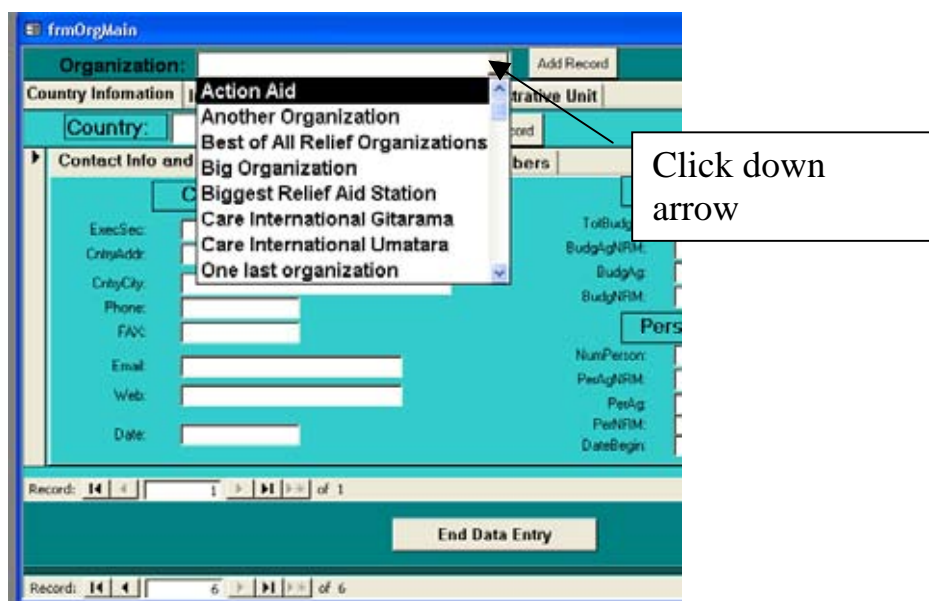 frmOrgMain
Organization:
Add Record
Country Infomation
trative Unit
Action Aid
Another Organization
Best of All Relief Organizations
Big Organization
Biggest Relief Aid Station
Care International Gitarama
Care International Umatara
One last organization
Country:
ord
Click down
arrow
Contact Info and
bers
C
ExecSec:
CntryAddr:
CntryCity:
Phone:
FAX:
Email:
Web:
Date:
TotBudg
BudgAgNRM:
BudgAg:
BudgNRM:
Pers
NumPerson:
PerAgNRM:
PerAg:
PerNRM:
DateBegin:
Record: 1 of 1
End Data Entry
Record: 6 of 6